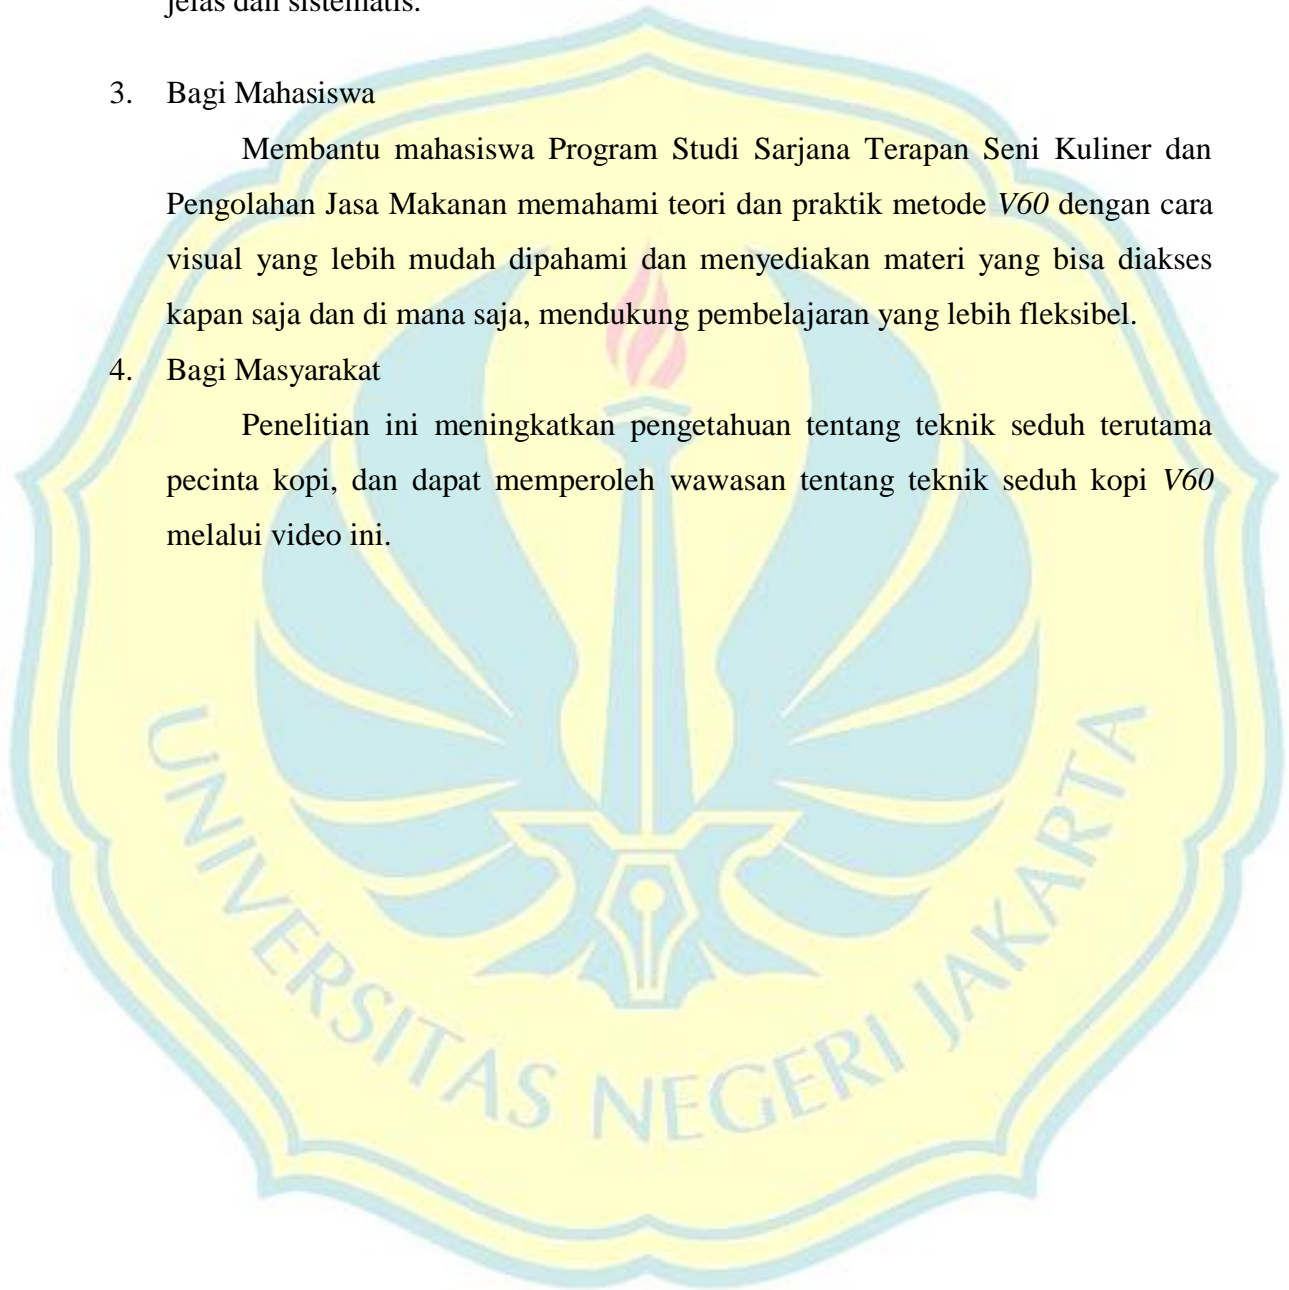 jelas dan sistematis.
3. Bagi Mahasiswa
Membantu mahasiswa Program Studi Sarjana Terapan Seni Kuliner dan
Pengolahan Jasa Makanan memahami teori dan praktik metode V60 dengan cara
visual yang lebih mudah dipahami dan menyediakan materi yang bisa diakses
kapan saja dan di mana saja, mendukung pembelajaran yang lebih fleksibel.
4. Bagi Masyarakat
Penelitian ini meningkatkan pengetahuan tentang teknik seduh terutama
pecinta kopi, dan dapat memperoleh wawasan tentang teknik seduh kopi V60
melalui video ini.
UNIVERSITAS NEGERI JAKARTA